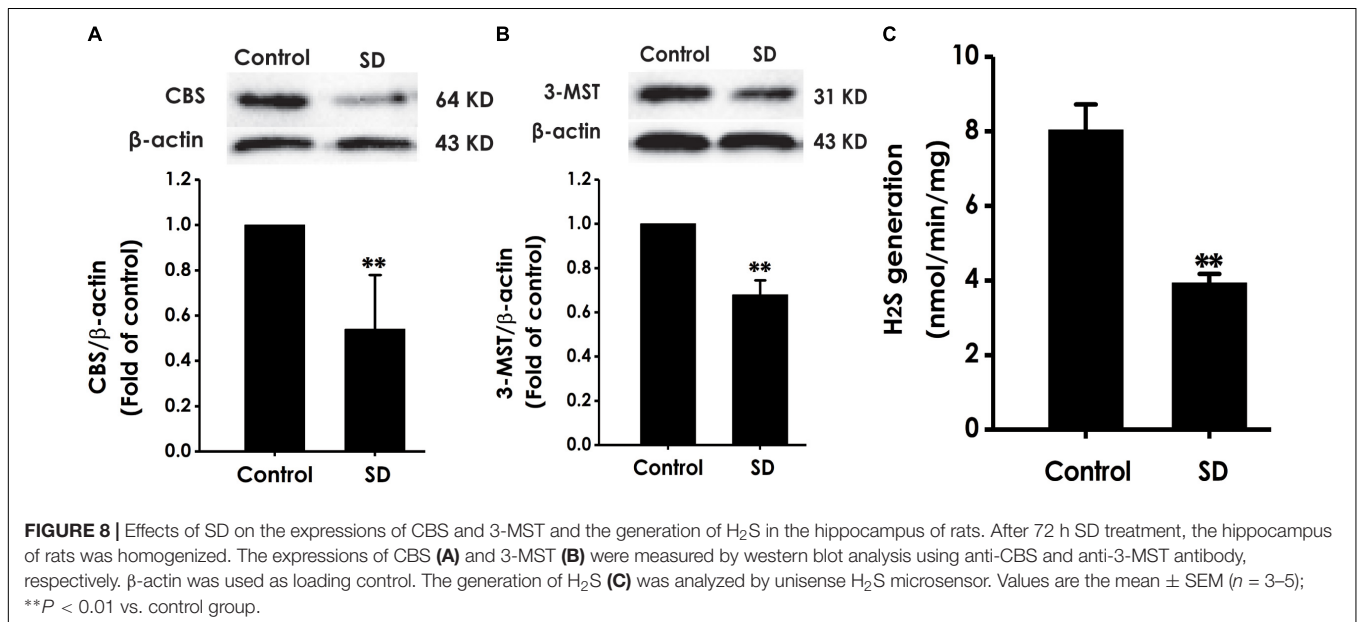 A
Control SD
CBS 64 KD
β-actin 43 KD
1.2
1.0
0.8
0.6
0.4
0.2
0.0
CBS/β-actin
(Fold of control)
**
Control SD
B
Control SD
3-MST 31 KD
β-actin 43 KD
1.2
1.0
0.8
0.6
0.4
0.2
0.0
3-MST/β-actin
(Fold of control)
**
Control SD
C
10
8
6
4
2
0
H2S generation
(nmol/min/mg)
**
Control SD
FIGURE 8 | Effects of SD on the expressions of CBS and 3-MST and the generation of H₂S in the hippocampus of rats. After 72 h SD treatment, the hippocampus
of rats was homogenized. The expressions of CBS (A) and 3-MST (B) were measured by western blot analysis using anti-CBS and anti-3-MST antibody,
respectively. β-actin was used as loading control. The generation of H₂S (C) was analyzed by unisense H₂S microsensor. Values are the mean ± SEM (n = 3–5);
**P < 0.01 vs. control group.